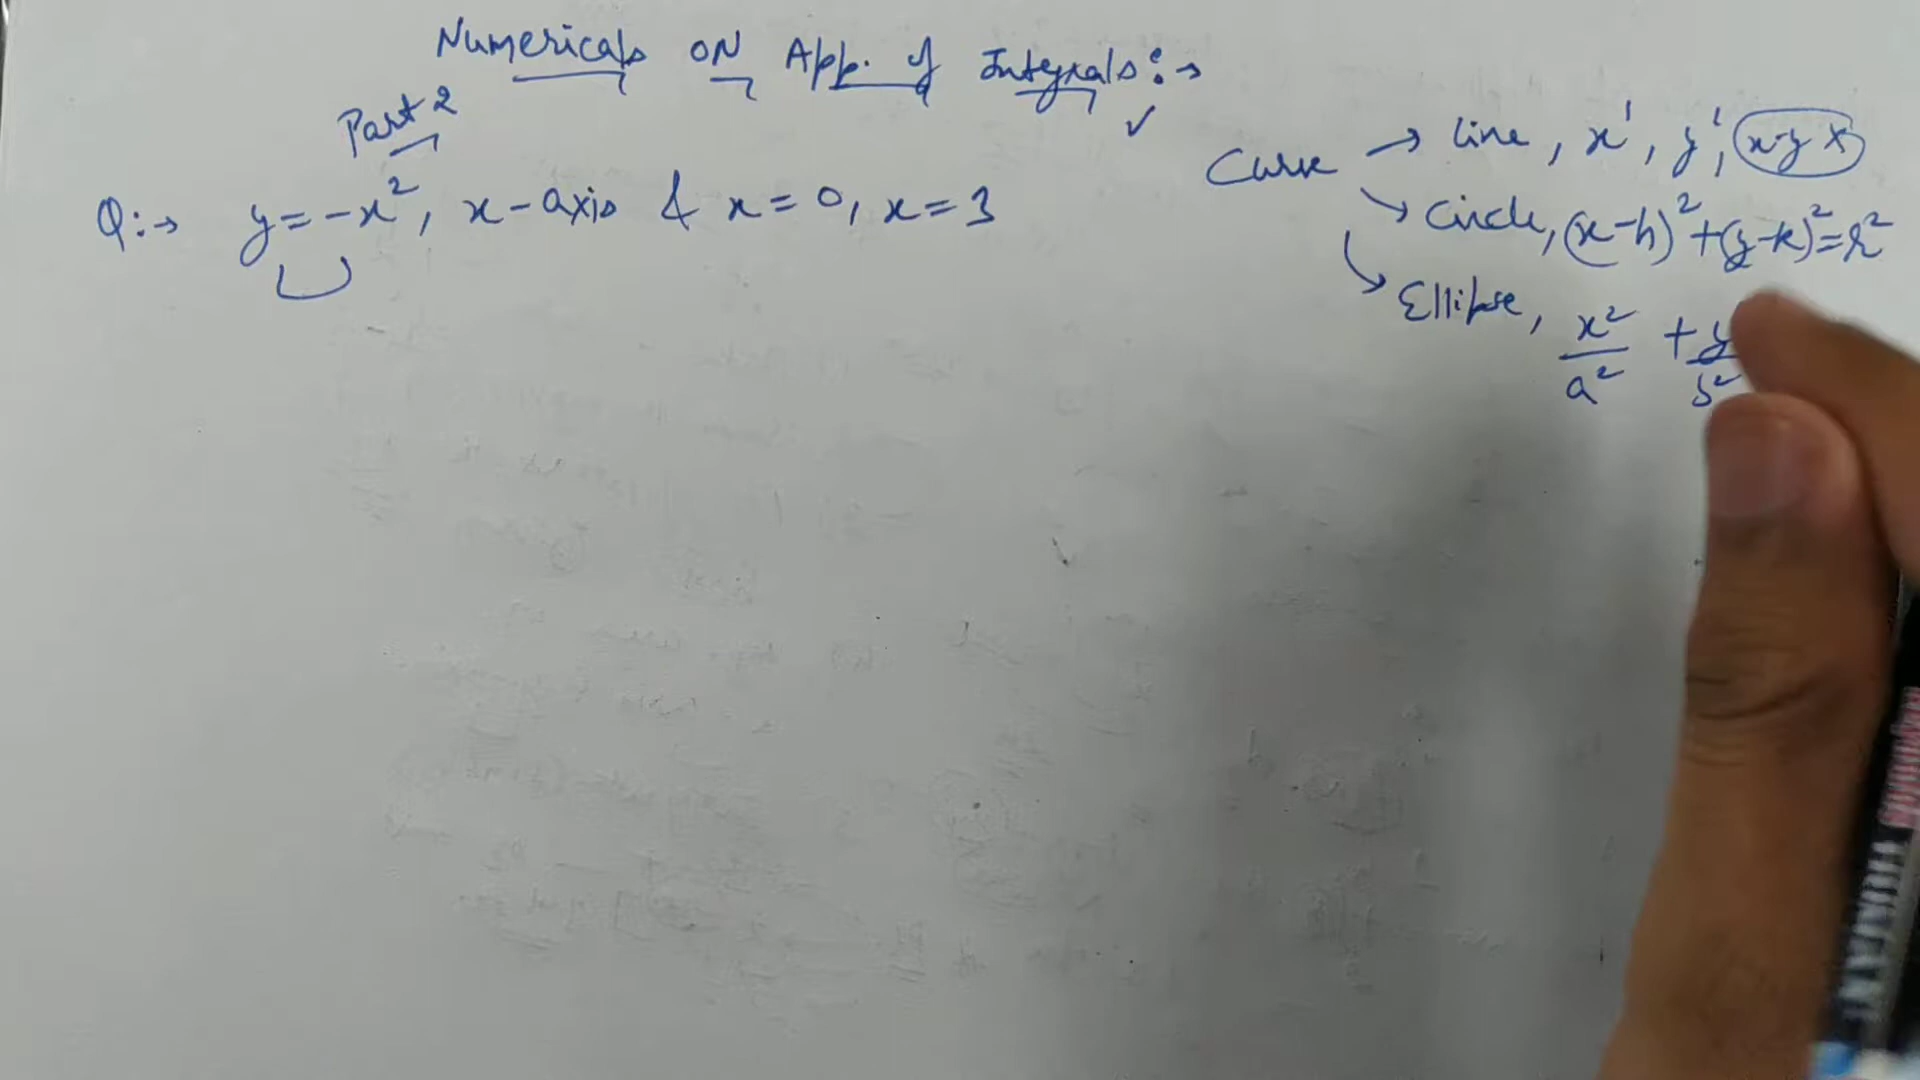 Numericals ON App. of Integrals :→
Part 2
Q:→ y = -x², x-axis & x = 0, x = 3
Curve → line, x', y', x-y x
→ Circle, (x-h)² + (y-k)² = r²
→ Ellipse, x²/a² + y/b²